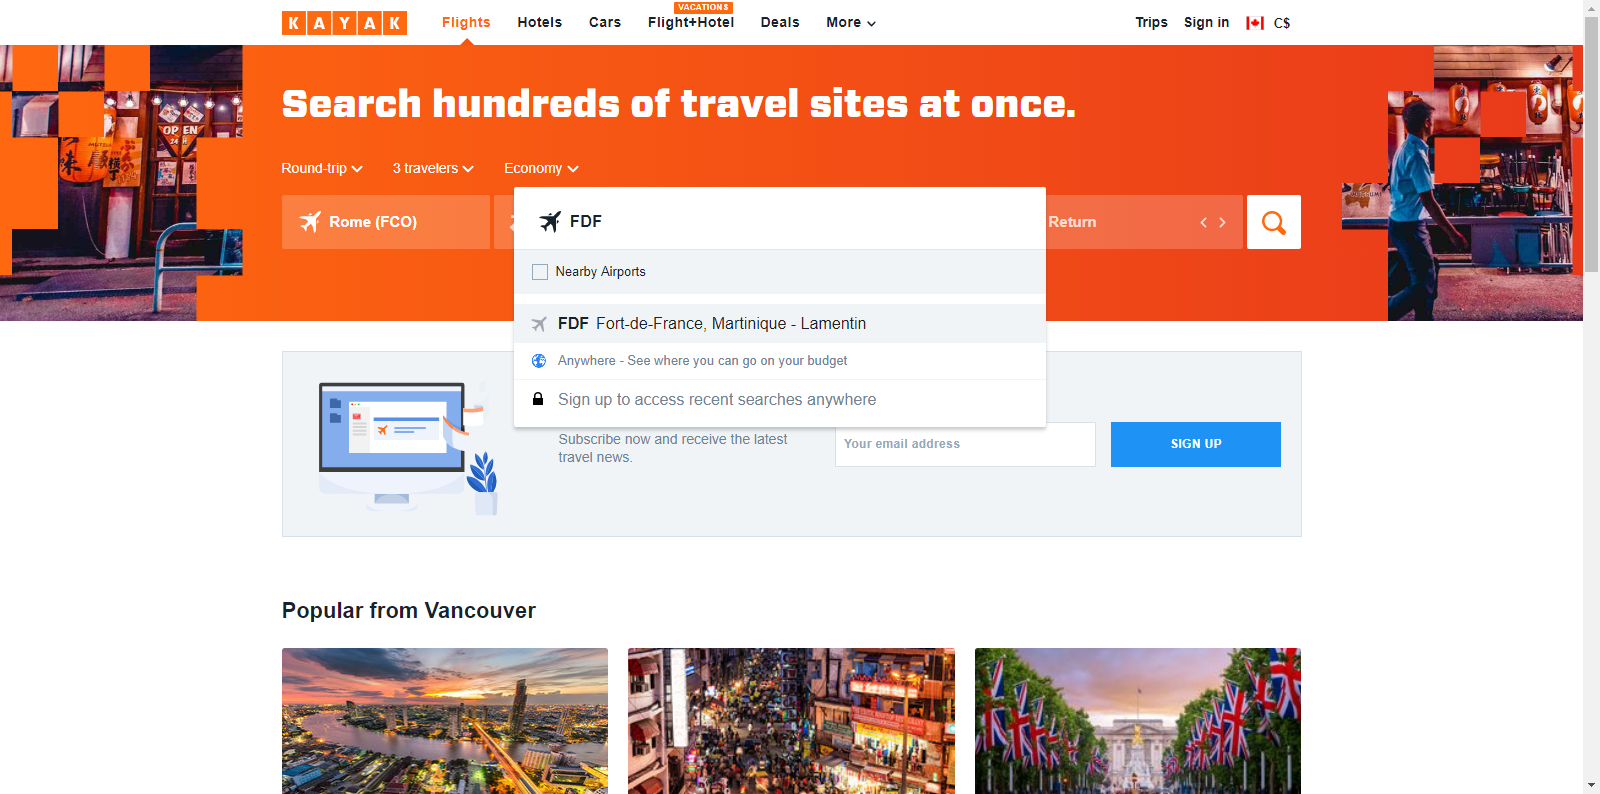 KAYAK
Flights
Hotels
Cars
VACATIONS
Flight+Hotel
Deals
More
Trips
Sign in
C$
Search hundreds of travel sites at once.
Round-trip
3 travelers
Economy
Rome (FCO)
FDF
Return
Nearby Airports
FDF Fort-de-France, Martinique - Lamentin
Anywhere - See where you can go on your budget
Sign up to access recent searches anywhere
Subscribe now and receive the latest
travel news.
Your email address
SIGN UP
Popular from Vancouver
OPEN